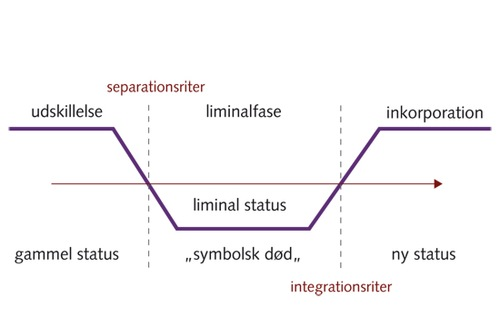 separationsriter
udskillelse
liminalfase
inkorporation
liminal status
gammel status
„symbolsk død„
ny status
integrationsriter